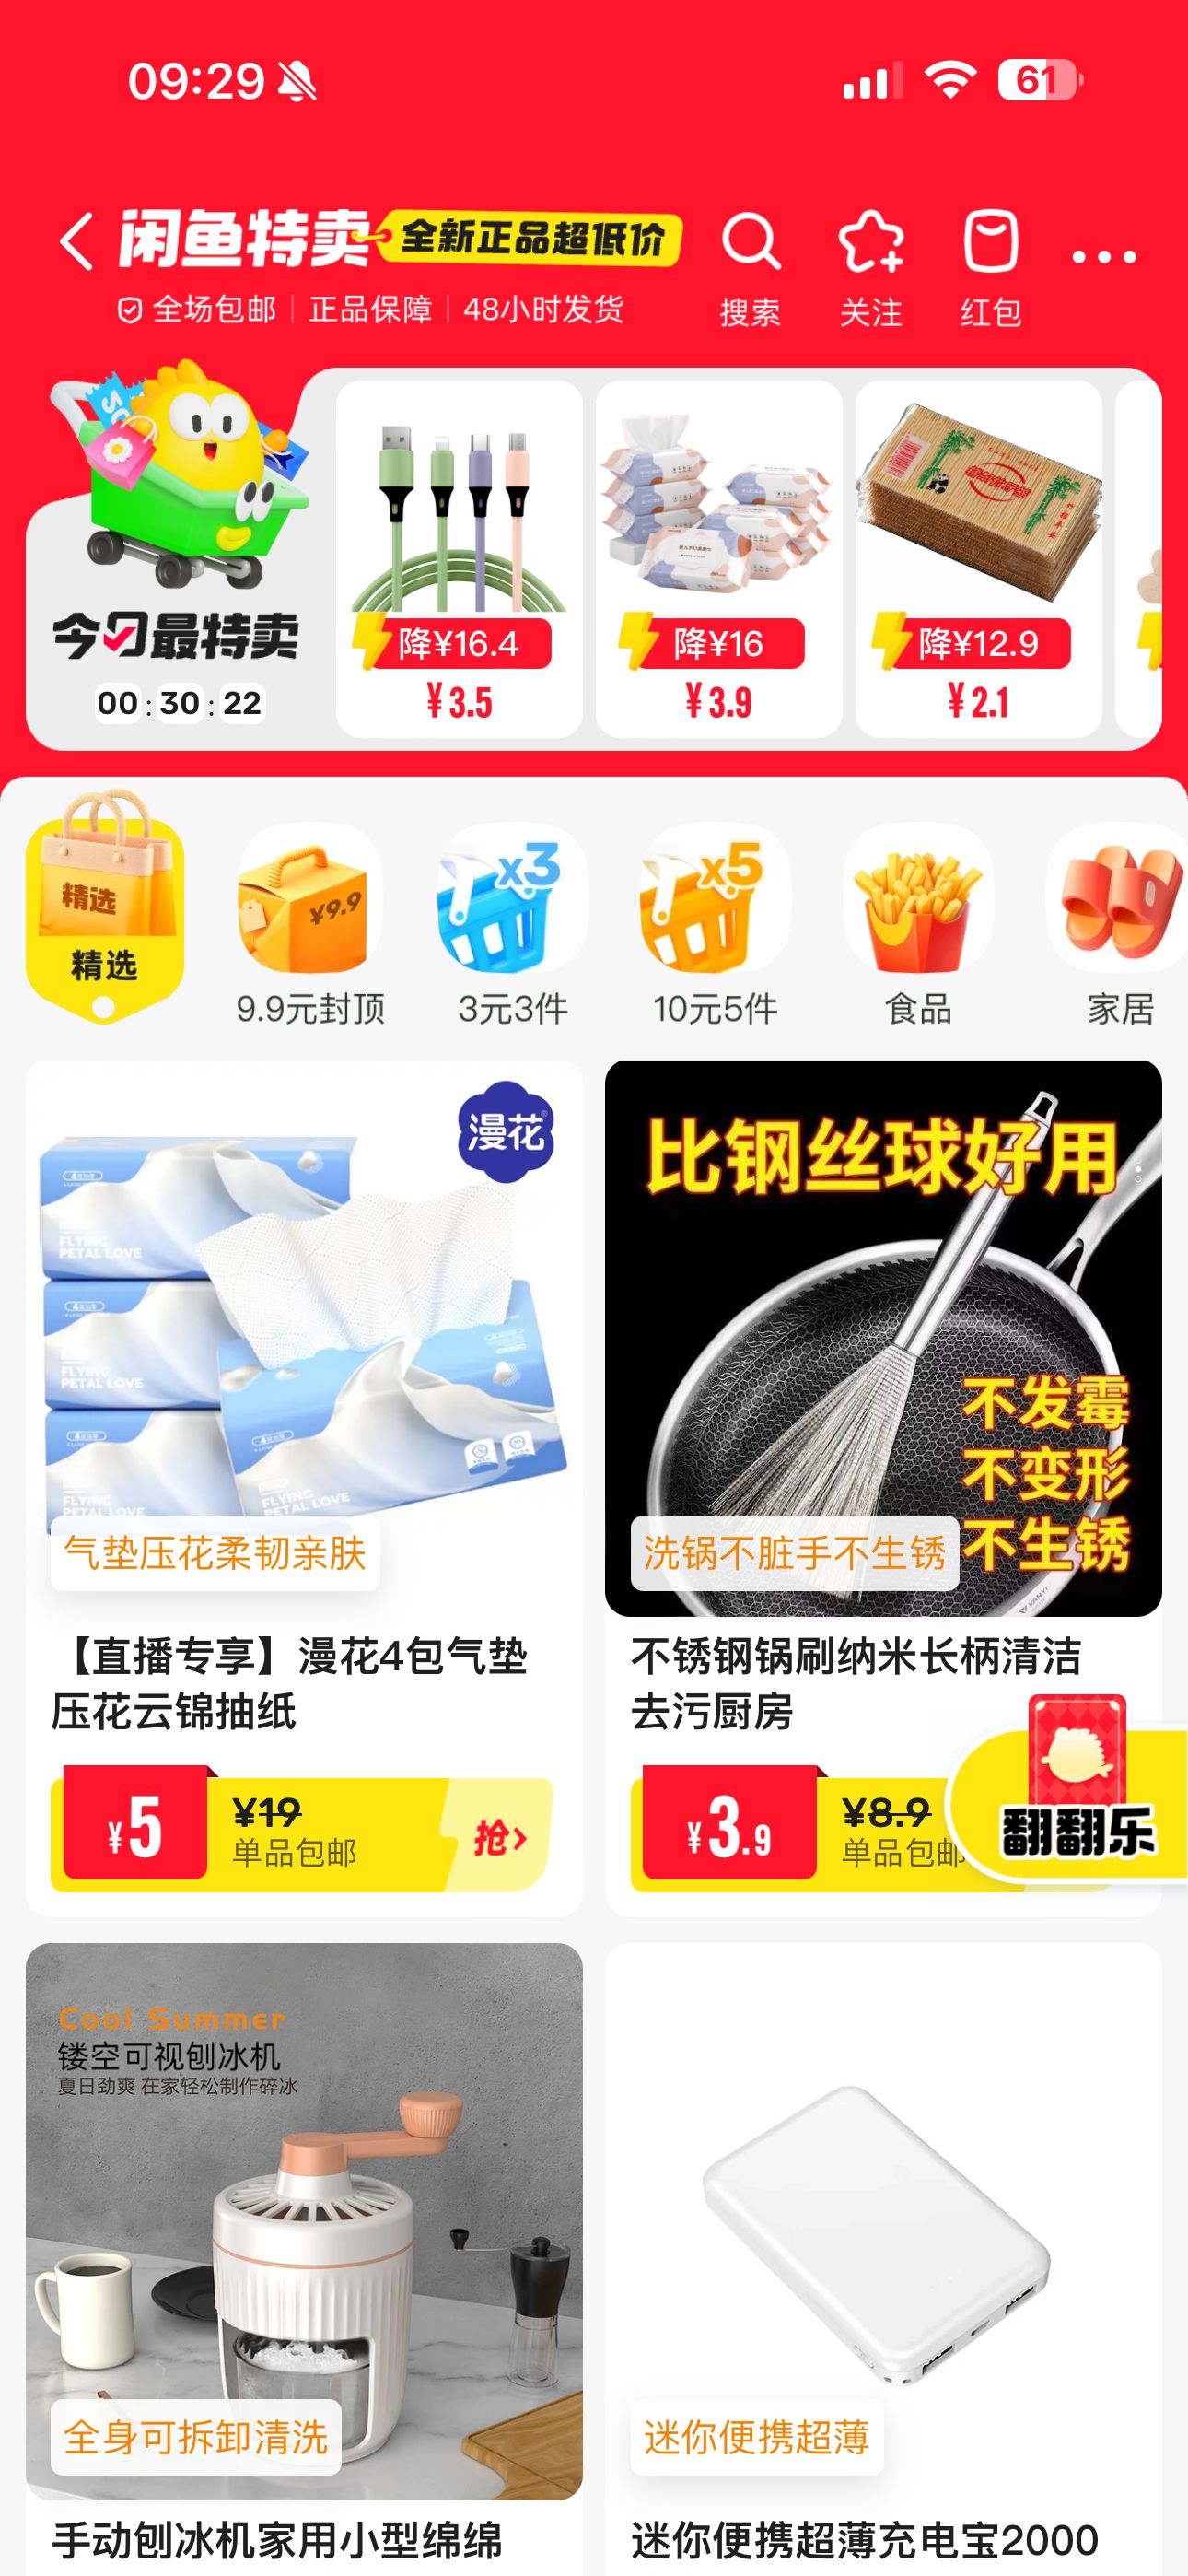 09:29
61
闲鱼特卖
全新正品超低价
全场包邮 | 正品保障 | 48小时发货
搜索
关注
红包
今日最特卖
00 : 30 : 22
降¥16.4
¥3.5
降¥16
¥3.9
降¥12.9
¥2.1
精选
精选
¥9.9
9.9元封顶
x3
3元3件
x5
10元5件
食品
家居
漫花
FLYING
PETAL LOVE
FLYING
PETAL LOVE
FLYING
PETAL LOVE
FLYING
PETAL LOVE
气垫压花柔韧亲肤
【直播专享】漫花4包气垫
压花云锦抽纸
¥5
¥19
单品包邮
抢
比钢丝球好用
不发霉
不变形
不生锈
洗锅不脏手不生锈
不锈钢锅刷纳米长柄清洁
去污厨房
¥3.9
¥8.9
单品包邮
翻翻乐
Cool Summer
镂空可视刨冰机
夏日劲爽 在家轻松制作碎冰
全身可拆卸清洗
手动刨冰机家用小型绵绵
迷你便携超薄
迷你便携超薄充电宝2000